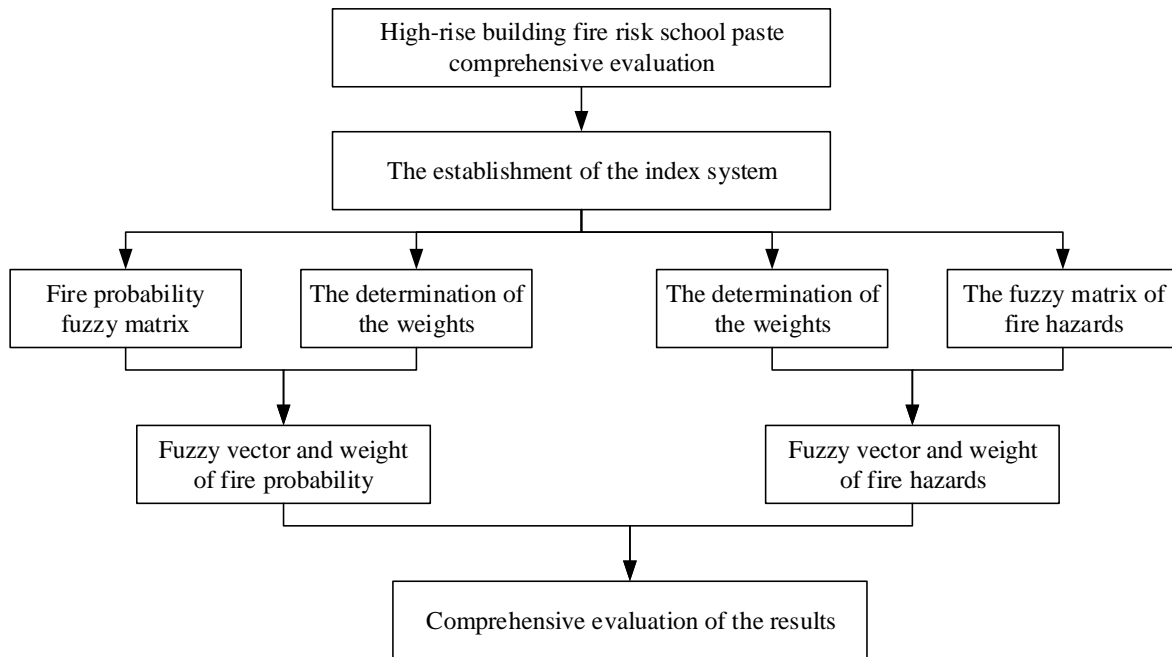 High-rise building fire risk school paste
comprehensive evaluation
The establishment of the index system
Fire probability
fuzzy matrix
The determination of
the weights
The determination of
the weights
The fuzzy matrix of
fire hazards
Fuzzy vector and weight
of fire probability
Fuzzy vector and weight
of fire hazards
Comprehensive evaluation of the results